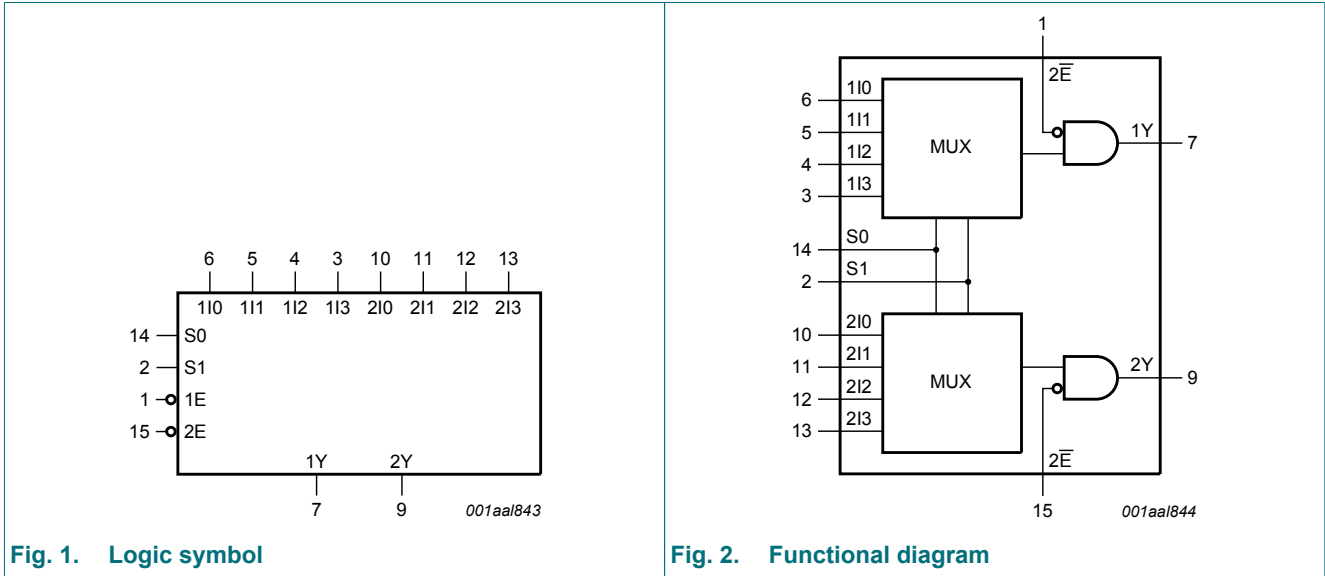 6 5 4 3 10 11 12 13
1I0 1I1 1I2 1I3 2I0 2I1 2I2 2I3
14 S0
2 S1
1 1E
15 2E
1Y 2Y
7 9 001aal843
Fig. 1. Logic symbol
1
2E̅
6 1I0
5 1I1
4 1I2
3 1I3
MUX
1Y 7
14 S0
2 S1
10 2I0
11 2I1
12 2I2
13 2I3
MUX
2Y 9
2E̅
15 001aal844
Fig. 2. Functional diagram